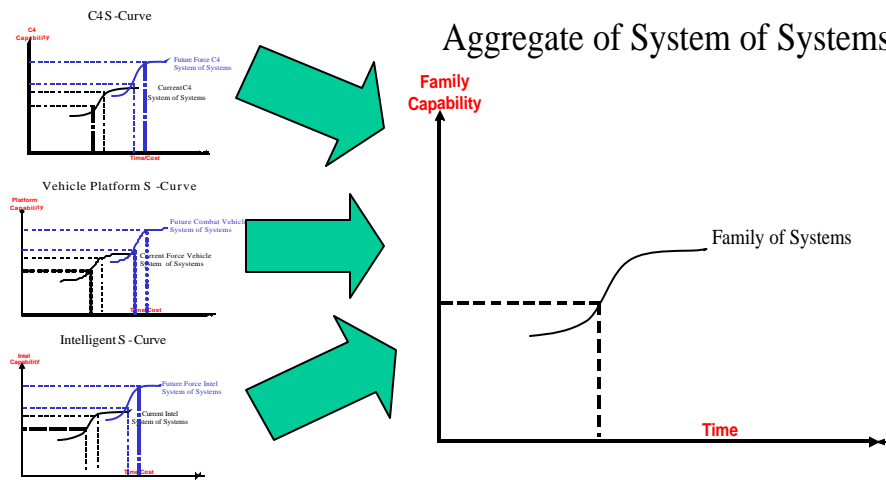 C4 S-Curve
C4
Capability
Future Force C4
System of Systems
Current C4
System of Systems
Time/Cost
Vehicle Platform S -Curve
Platform
Capability
Future Combat Vehicle
System of Systems
Current Force Vehicle
System of Ssystems
Time/Cost
Intelligent S - Curve
Intel
Capability
Future Force Intel
System of Systems
Current Intel
System of Systems
Time/Cost
Aggregate of System of Systems
Family
Capability
Family of Systems
Time